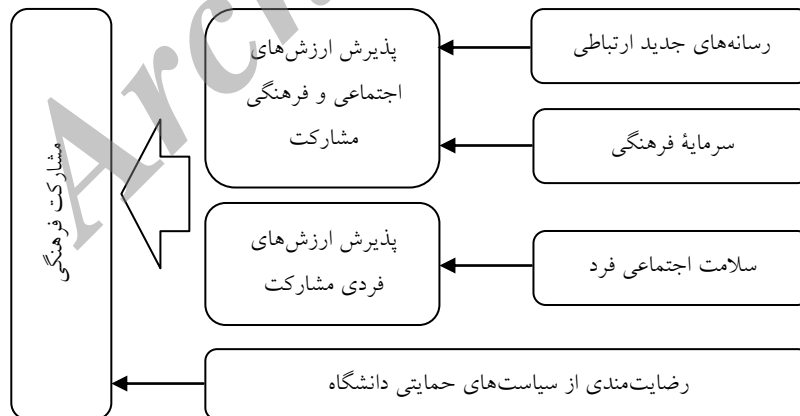 رسانه‌های جدید ارتباطی
پذیرش ارزش‌های
اجتماعی و فرهنگی
مشارکت
سرمایهٔ فرهنگی
مشارکت فرهنگی
پذیرش ارزش‌های
فردی مشارکت
سلامت اجتماعی فرد
رضایت‌مندی از سیاست‌های حمایتی دانشگاه